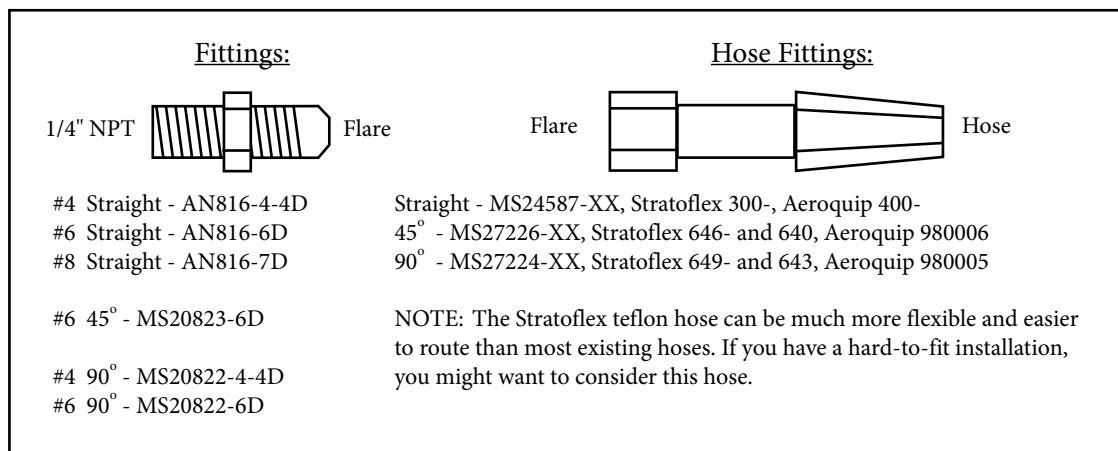 Fittings:
1/4" NPT
Flare
#4 Straight - AN816-4-4D
#6 Straight - AN816-6D
#8 Straight - AN816-7D
#6 45° - MS20823-6D
#4 90° - MS20822-4-4D
#6 90° - MS20822-6D
Hose Fittings:
Flare
Hose
Straight - MS24587-XX, Stratoflex 300-, Aeroquip 400-
45° - MS27226-XX, Stratoflex 646- and 640, Aeroquip 980006
90° - MS27224-XX, Stratoflex 649- and 643, Aeroquip 980005
NOTE: The Stratoflex teflon hose can be much more flexible and easier
to route than most existing hoses. If you have a hard-to-fit installation,
you might want to consider this hose.